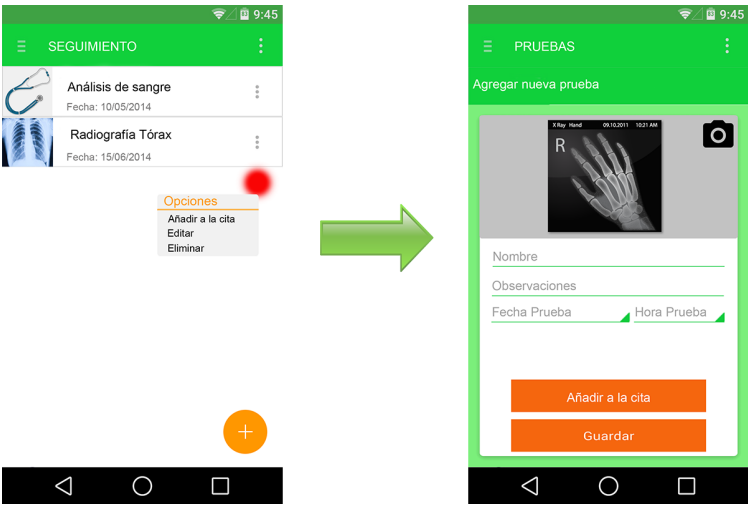 9:45
SEGUIMIENTO
Análisis de sangre
Fecha: 10/05/2014
Radiografía Tórax
Fecha: 15/06/2014
Opciones
Añadir a la cita
Editar
Eliminar
9:45
PRUEBAS
Agregar nueva prueba
X Ray Hand 09.10.2011 10:21 AM
R
Nombre
Observaciones
Fecha Prueba Hora Prueba
Añadir a la cita
Guardar